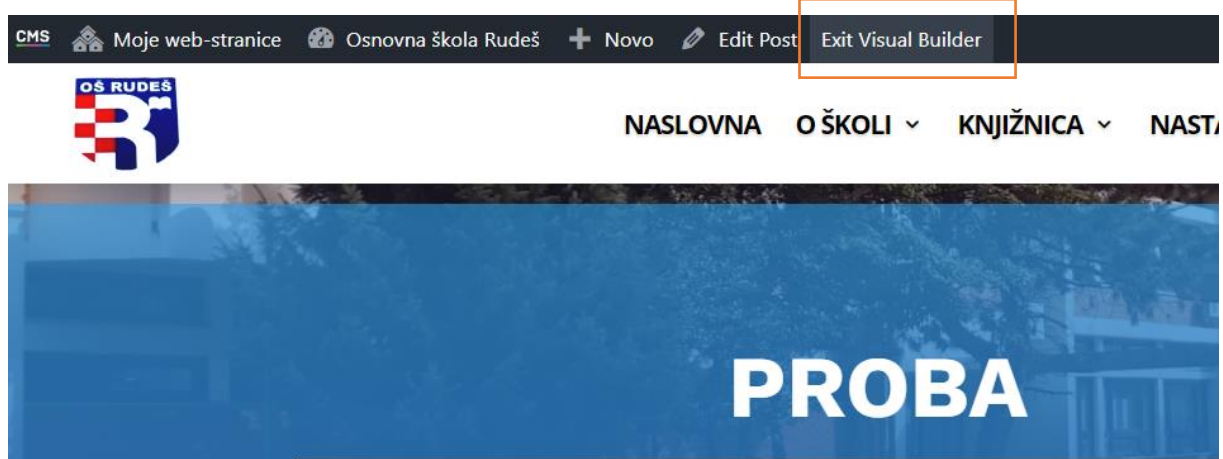 CMS Moje web-stranice Osnovna škola Rudeš Novo Edit Post Exit Visual Builder
OŠ RUDEŠ
NASLOVNA O ŠKOLI KNJIŽNICA
PROBA